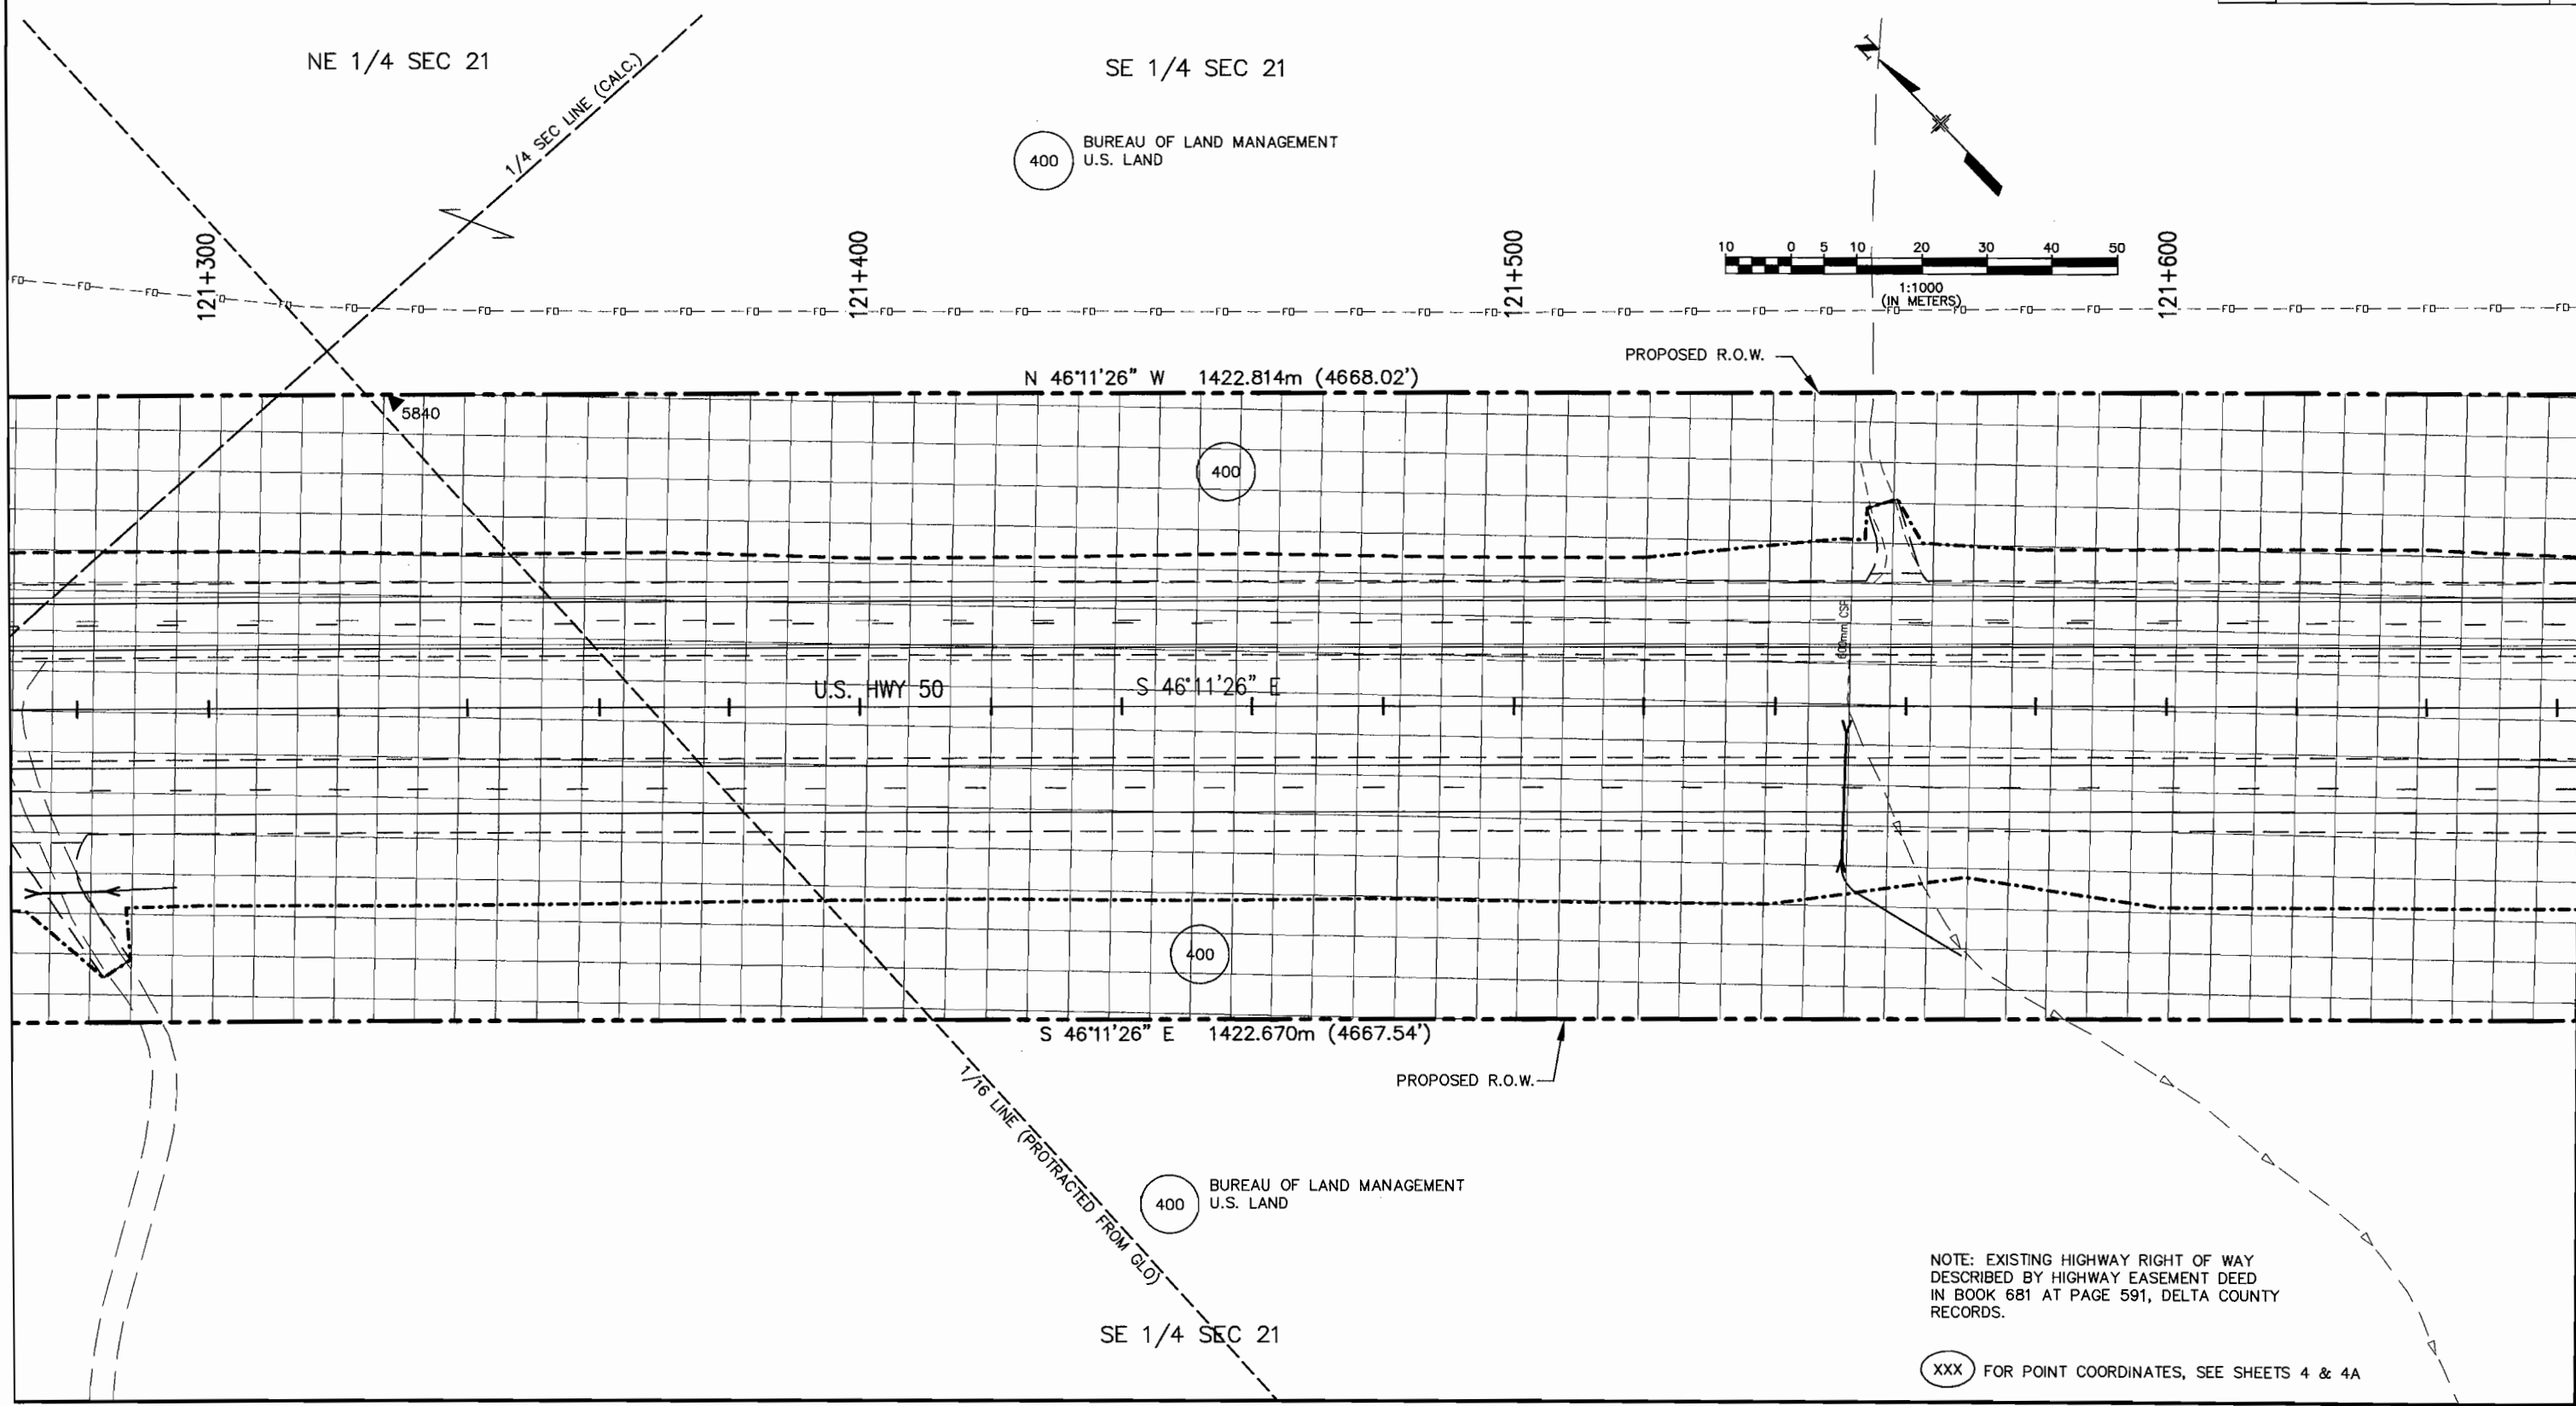 NE 1/4 SEC 21
SE 1/4 SEC 21
N
1/4 SEC LINE (CALC.)
400
BUREAU OF LAND MANAGEMENT
U.S. LAND
121+300
121+400
121+500
121+600
10 0 5 10 20 30 40 50
1:1000
(IN METERS)
PROPOSED R.O.W.
N 46°11'26" W 1422.814m (4668.02')
5840
400
600mm CSP
U.S. HWY 50
S 46°11'26" E
400
S 46°11'26" E 1422.670m (4667.54')
PROPOSED R.O.W.
1/16 LINE (PROTRACTED FROM GLO)
400
BUREAU OF LAND MANAGEMENT
U.S. LAND
NOTE: EXISTING HIGHWAY RIGHT OF WAY
DESCRIBED BY HIGHWAY EASEMENT DEED
IN BOOK 681 AT PAGE 591, DELTA COUNTY
RECORDS.
SE 1/4 SEC 21
XXX FOR POINT COORDINATES, SEE SHEETS 4 & 4A